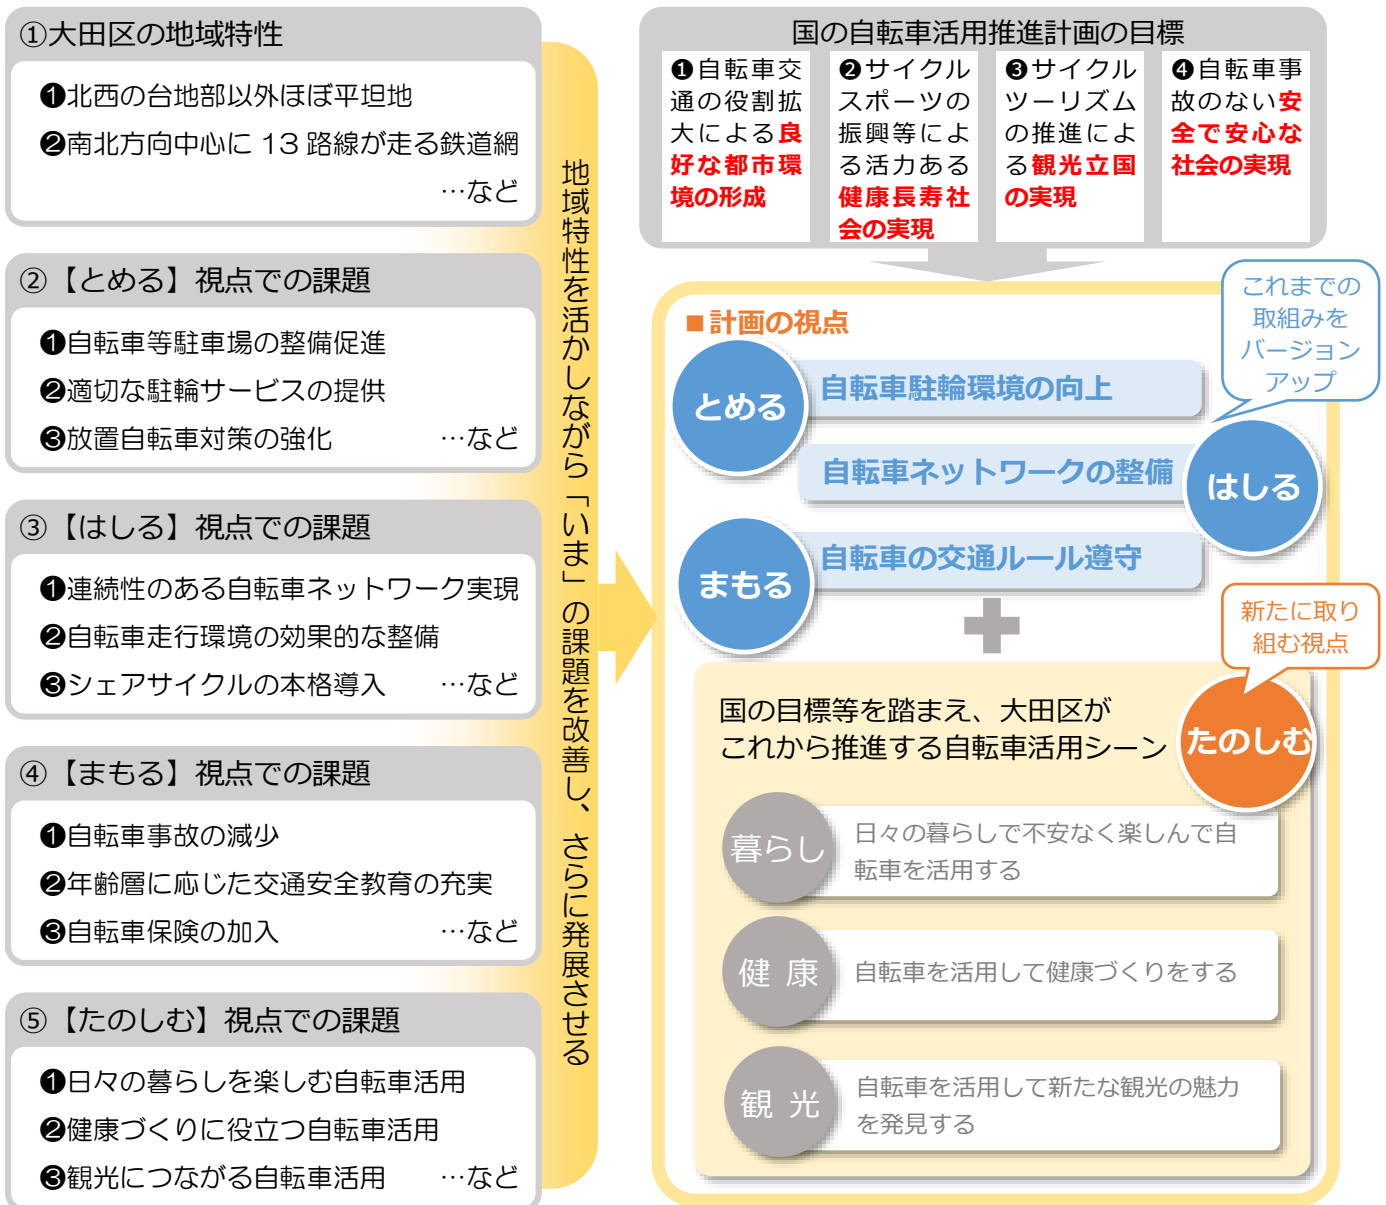 ①大田区の地域特性
❶北西の台地部以外ほぼ平坦地
❷南北方向中心に 13 路線が走る鉄道網
…など
②【とめる】視点での課題
❶自転車等駐車場の整備促進
❷適切な駐輪サービスの提供
❸放置自転車対策の強化 …など
③【はしる】視点での課題
❶連続性のある自転車ネットワーク実現
❷自転車走行環境の効果的な整備
❸シェアサイクルの本格導入 …など
④【まもる】視点での課題
❶自転車事故の減少
❷年齢層に応じた交通安全教育の充実
❸自転車保険の加入 …など
⑤【たのしむ】視点での課題
❶日々の暮らしを楽しむ自転車活用
❷健康づくりに役立つ自転車活用
❸観光につながる自転車活用 …など
地域特性を活かしながら「いま」の課題を改善し、さらに発展させる
国の自転車活用推進計画の目標
❶自転車交
通の役割拡
大による良
好な都市環
境の形成
❷サイクル
スポーツの
振興等によ
る活力ある
健康長寿社
会の実現
❸サイクル
ツーリズム
の推進によ
る観光立国
の実現
❹自転車事
故のない安
全で安心な
社会の実現
■計画の視点
これまでの
取組みを
バージョン
アップ
とめる
自転車駐輪環境の向上
自転車ネットワークの整備
はしる
まもる
自転車の交通ルール遵守
新たに取り
組む視点
国の目標等を踏まえ、大田区が
これから推進する自転車活用シーン
たのしむ
暮らし
日々の暮らしで不安なく楽しんで自
転車を活用する
健 康
自転車を活用して健康づくりをする
観 光
自転車を活用して新たな観光の魅力
を発見する